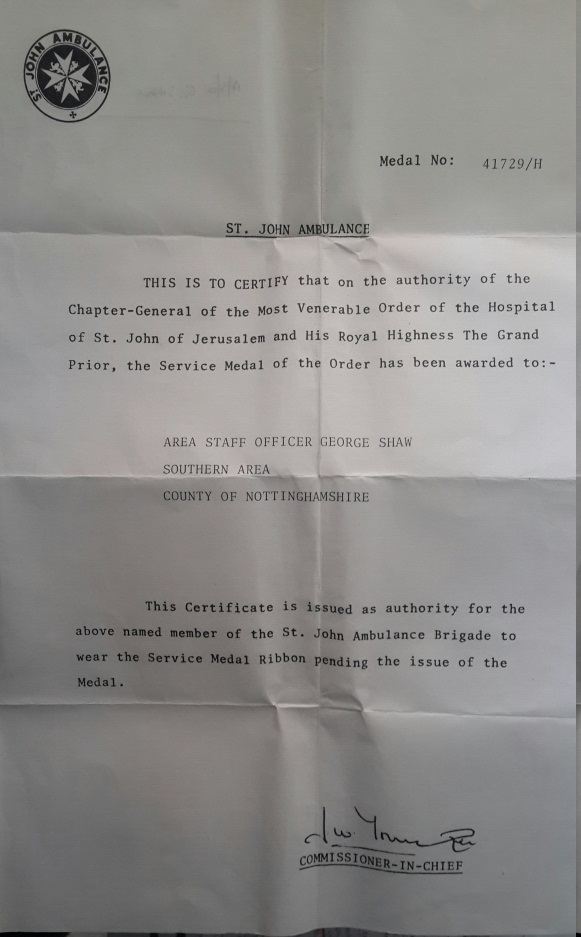 ST. JOHN AMBULANCE
Medal No: 41729/H
ST. JOHN AMBULANCE
THIS IS TO CERTIFY that on the authority of the
Chapter-General of the Most Venerable Order of the Hospital
of St. John of Jerusalem and His Royal Highness The Grand
Prior, the Service Medal of the Order has been awarded to:-
AREA STAFF OFFICER GEORGE SHAW
SOUTHERN AREA
COUNTY OF NOTTINGHAMSHIRE
This Certificate is issued as authority for the
above named member of the St. John Ambulance Brigade to
wear the Service Medal Ribbon pending the issue of the
Medal.
COMMISSIONER-IN-CHIEF